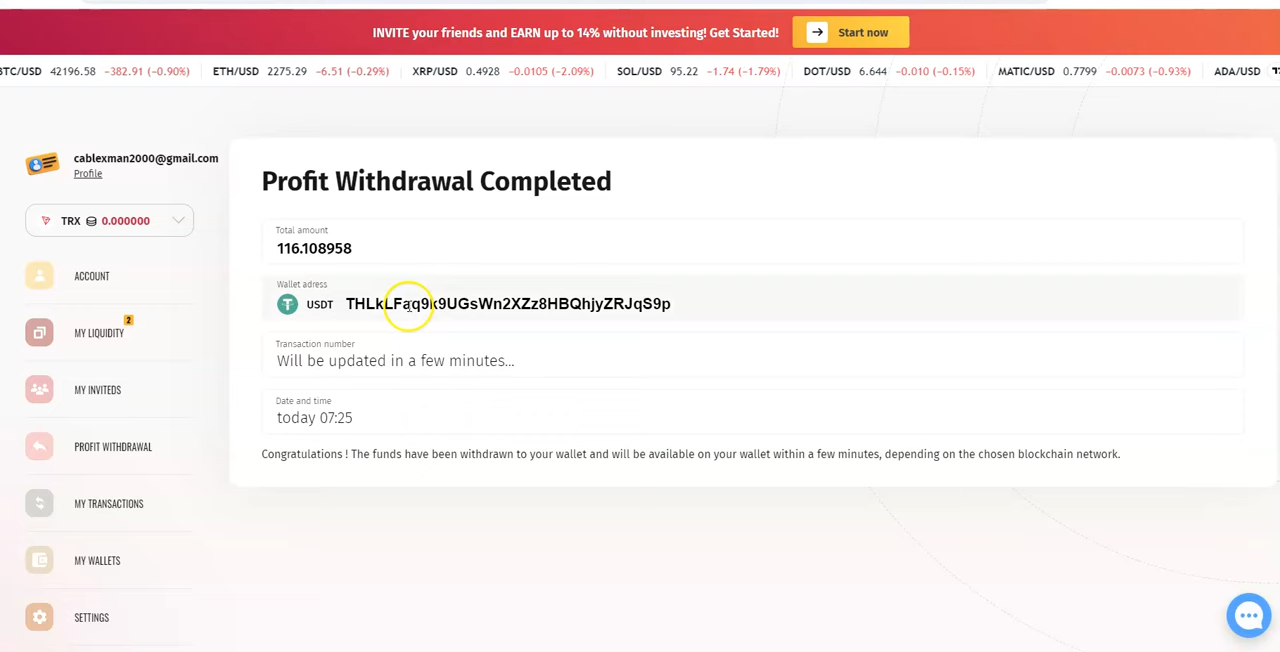 INVITE your friends and EARN up to 14% without investing! Get Started! Start now
BTC/USD 42196.58 −382.91 (−0.90%) ETH/USD 2275.29 −6.51 (−0.29%) XRP/USD 0.4928 −0.0105 (−2.09%) SOL/USD 95.22 −1.74 (−1.79%) DOT/USD 6.644 −0.010 (−0.15%) MATIC/USD 0.7799 −0.0073 (−0.93%) ADA/USD
cablexman2000@gmail.com
Profile
TRX 0.000000
ACCOUNT
MY LIQUIDITY 2
MY INVITEDS
PROFIT WITHDRAWAL
MY TRANSACTIONS
MY WALLETS
SETTINGS
Profit Withdrawal Completed
Total amount
116.108958
Wallet adress
USDT THLkLFaq9k9UGsWn2XZz8HBQhjyZRJqS9p
Transaction number
Will be updated in a few minutes...
Date and time
today 07:25
Congratulations ! The funds have been withdrawn to your wallet and will be available on your wallet within a few minutes, depending on the chosen blockchain network.